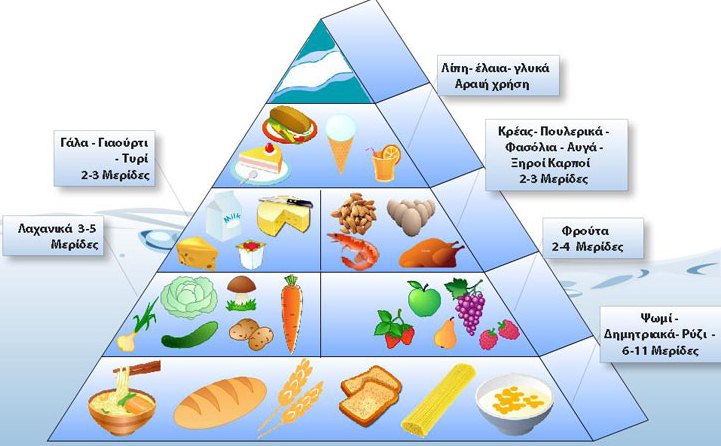 Λίπη- έλαια- γλυκά
Αραιή χρήση
Γάλα - Γιαούρτι
- Τυρί
2-3 Μερίδες
Κρέας- Πουλερικά -
Φασόλια - Αυγά -
Ξηροί Καρποί
2-3 Μερίδες
Λαχανικά 3-5
Μερίδες
Φρούτα
2-4 Μερίδες
Ψωμί -
Δημητριακά- Ρύζι -
6-11 Μερίδες
Milk